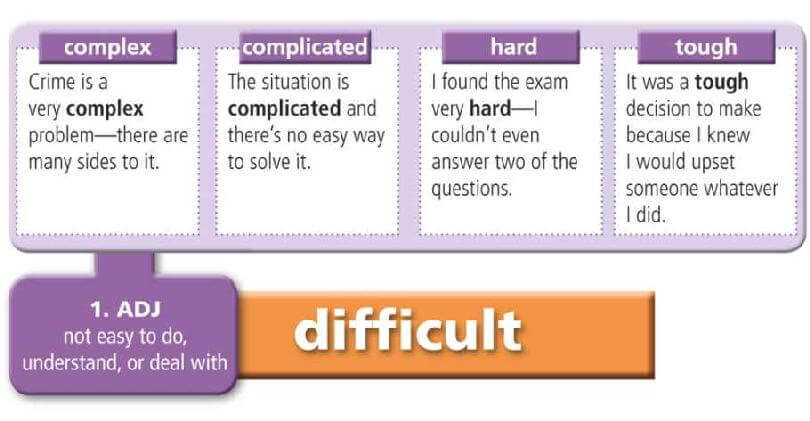 complex
Crime is a
very complex
problem—there are
many sides to it.
complicated
The situation is
complicated and
there's no easy way
to solve it.
hard
I found the exam
very hard—I
couldn't even
answer two of the
questions.
tough
It was a tough
decision to make
because I knew
I would upset
someone whatever
I did.
1. ADJ
not easy to do,
understand, or deal with
difficult